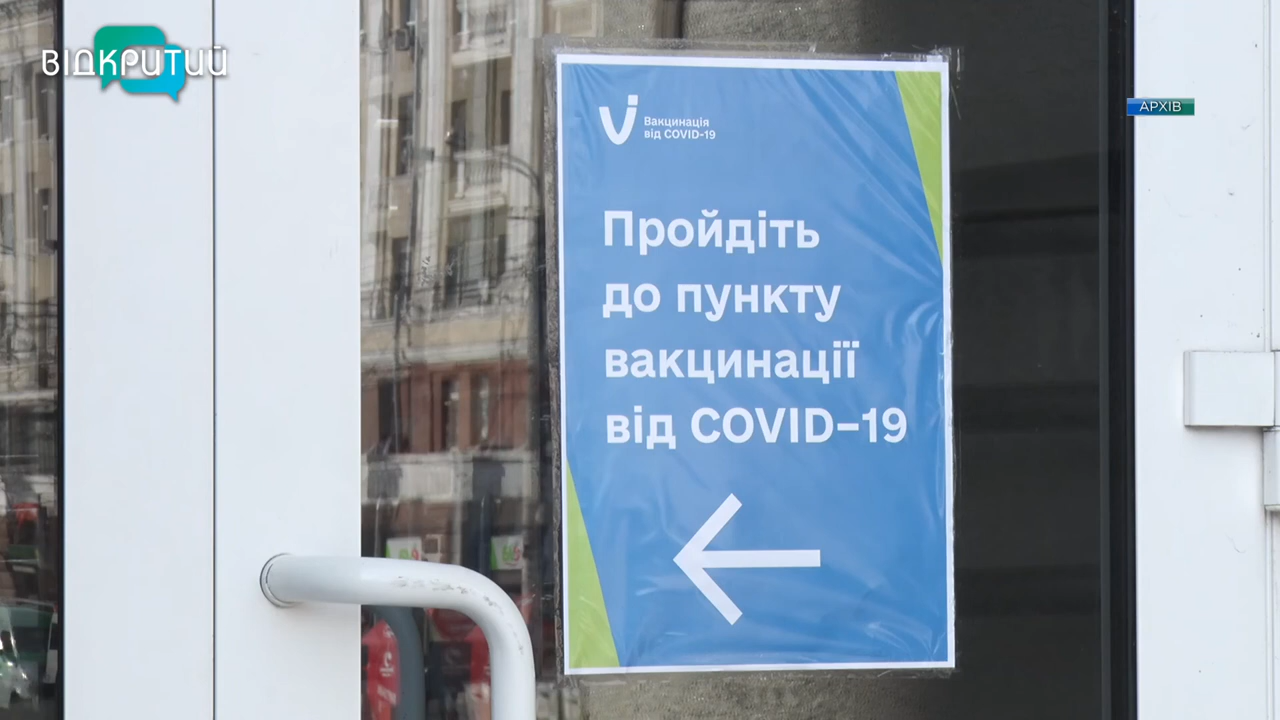 ВІДКРИТИЙ
АРХІВ
Вакцинація
від COVID-19
Пройдіть
до пункту
вакцинації
від COVID-19